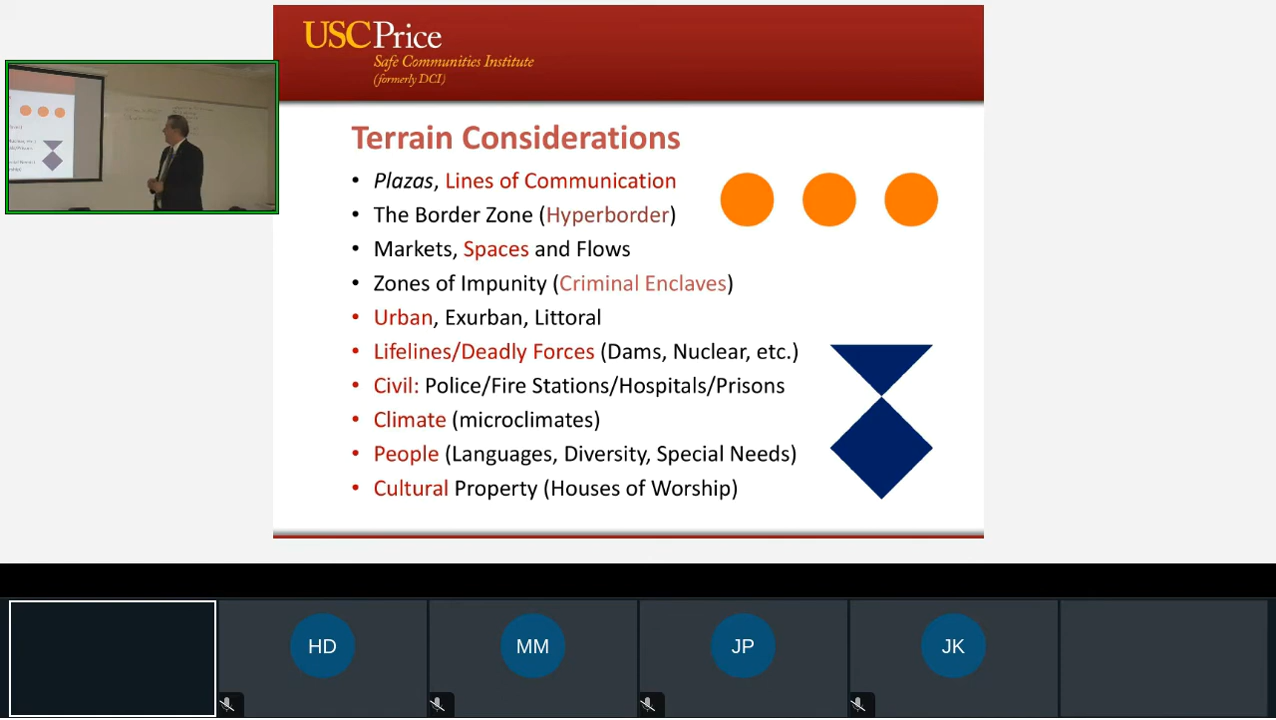 USCPrice
Safe Communities Institute
(formerly DCI)
Terrain Considerations
• Plazas, Lines of Communication
• The Border Zone (Hyperborder)
• Markets, Spaces and Flows
• Zones of Impunity (Criminal Enclaves)
• Urban, Exurban, Littoral
• Lifelines/Deadly Forces (Dams, Nuclear, etc.)
• Civil: Police/Fire Stations/Hospitals/Prisons
• Climate (microclimates)
• People (Languages, Diversity, Special Needs)
• Cultural Property (Houses of Worship)
HD
MM
JP
JK